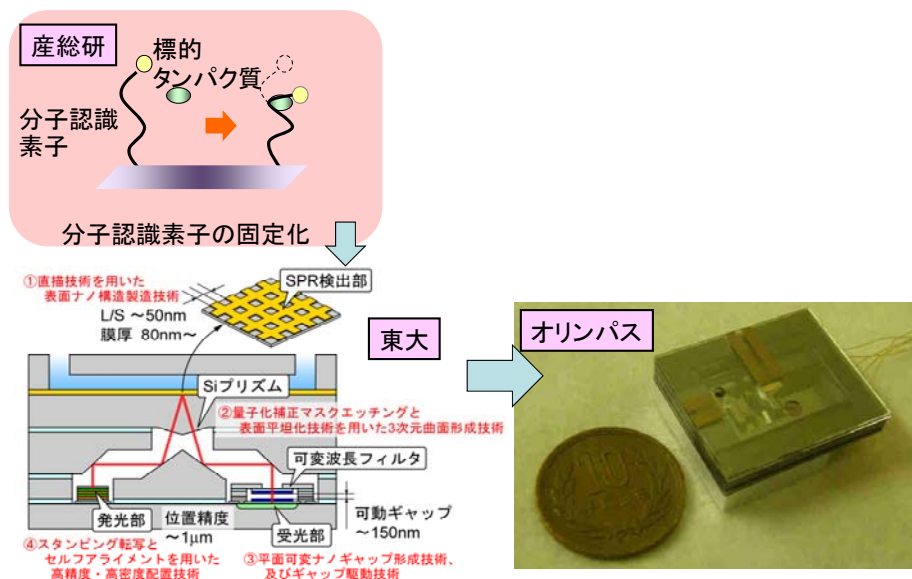 産総研
標的
タンパク質
分子認識
素子
分子認識素子の固定化
①直描技術を用いた
表面ナノ構造製造技術
L/S ～50nm
膜厚 80nm～
SPR検出部
東大
オリンパス
Siプリズム
②量子化補正マスクエッチングと
表面平坦化技術を用いた3次元曲面形成技術
可変波長フィルタ
発光部
位置精度
～1μm
受光部
可動ギャップ
～150nm
④スタンピング転写と
セルフアライメントを用いた
高精度・高密度配置技術
③平面可変ナノギャップ形成技術、
及びギャップ駆動技術
10